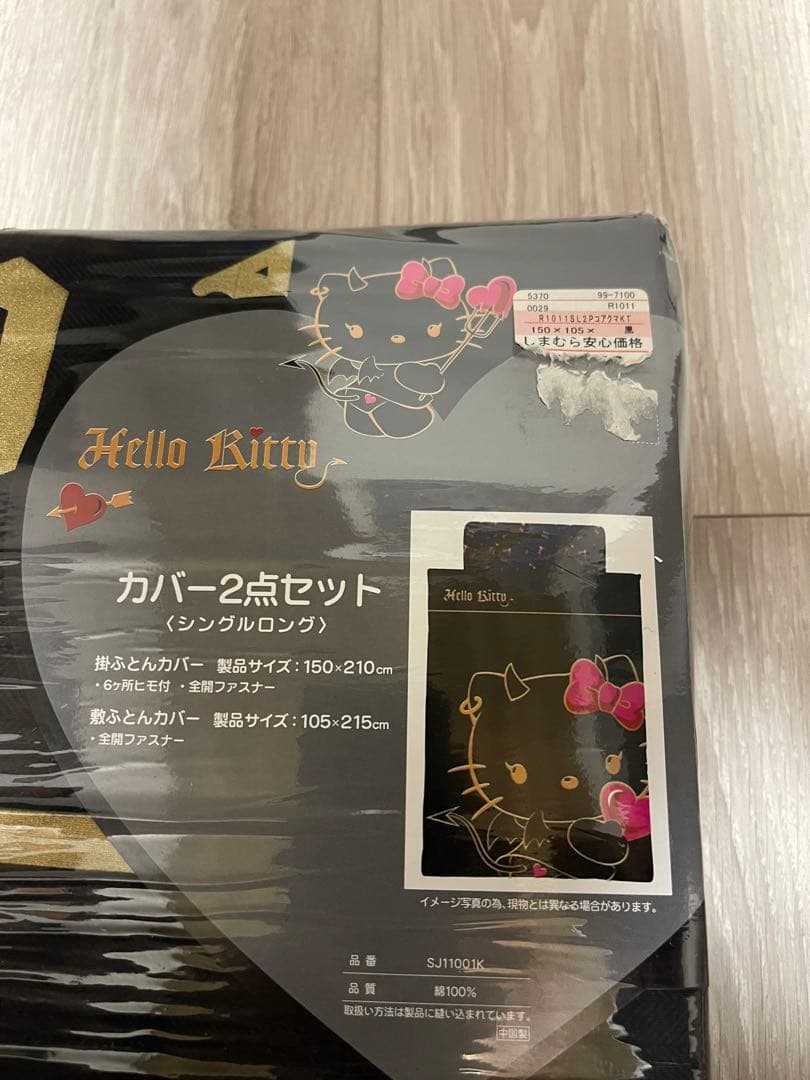 5370 99-7100
0029 R1011
R1011SL2PコアクマKT
150×105× 黒
しまむら安心価格
Hello Kitty
カバー2点セット
〈シングルロング〉
掛ふとんカバー 製品サイズ:150×210cm
・6ヶ所ヒモ付 ・全開ファスナー
敷ふとんカバー 製品サイズ:105×215cm
・全開ファスナー
Hello Kitty
イメージ写真の為、現物とは異なる場合があります。
品番 SJ11001K
品質 綿100%
取扱い方法は製品に縫い込まれています。
中国製